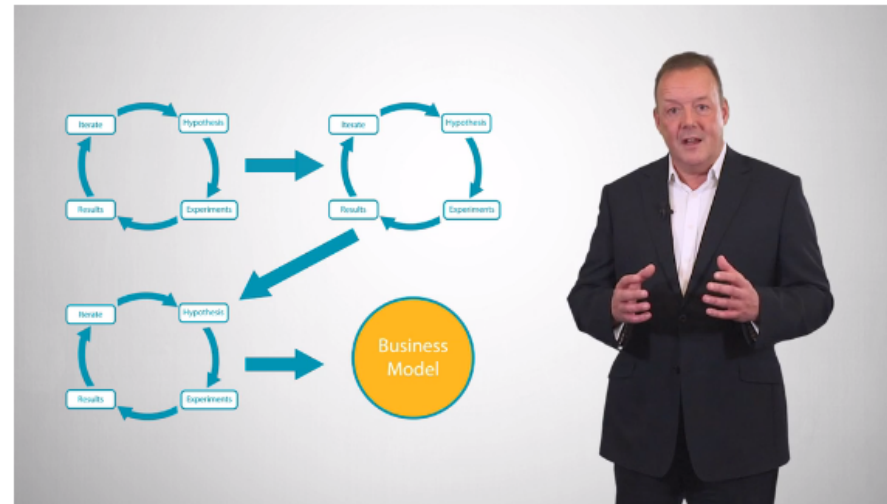 Iterate
Hypothesis
Results
Experiments
Iterate
Hypothesis
Results
Experiments
Iterate
Hypothesis
Results
Experiments
Business
Model